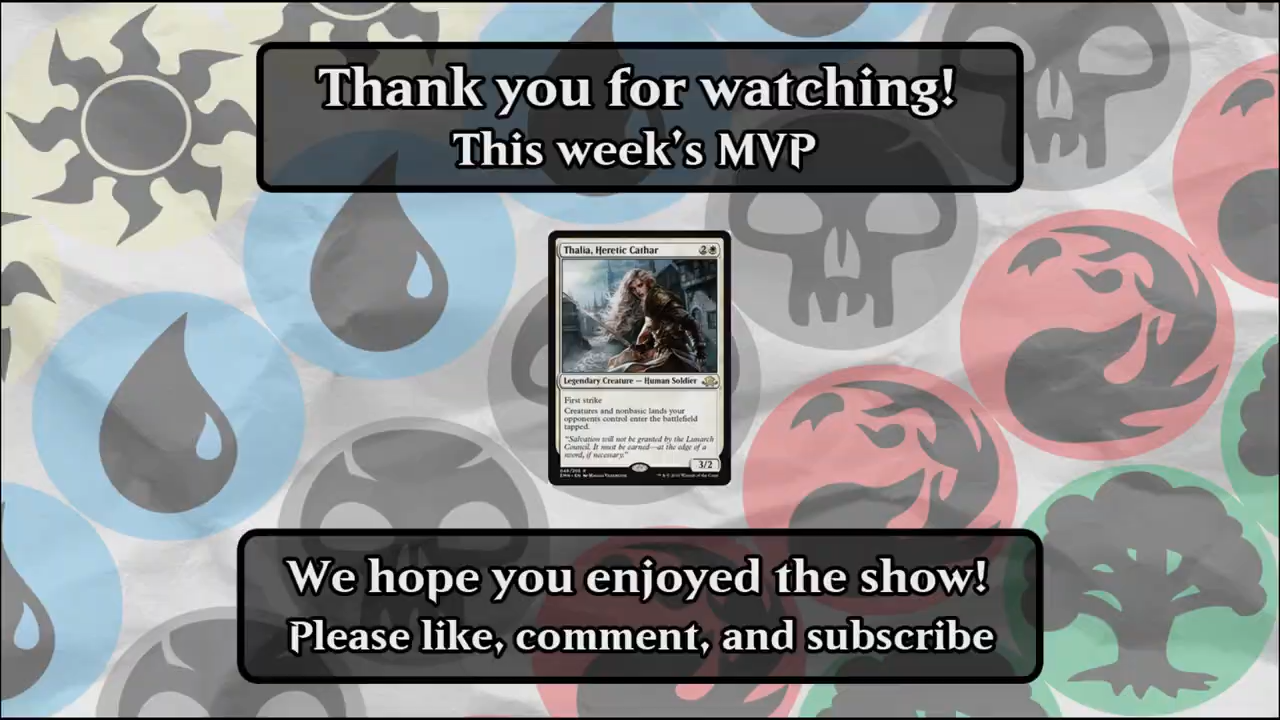 Thank you for watching!
This week's MVP
Thalia, Heretic Cathar 2
Legendary Creature — Human Soldier
First strike
Creatures and nonbasic lands your
opponents control enter the battlefield
tapped.
"Salvation will not be granted by the Lunarch
Council. It must be earned—at the edge of a
sword, if necessary."
3/2
We hope you enjoyed the show!
Please like, comment, and subscribe